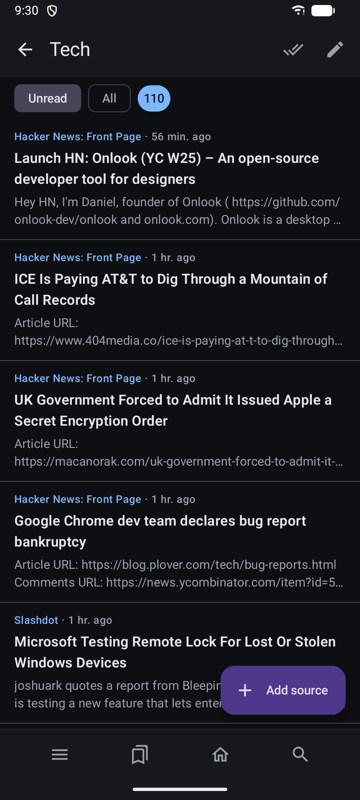 9:30
Tech
Unread
All
110
Hacker News: Front Page · 56 min. ago
Launch HN: Onlook (YC W25) – An open-source
developer tool for designers
Hey HN, I'm Daniel, founder of Onlook ( https://github.com/
onlook-dev/onlook and onlook.com). Onlook is a desktop …
Hacker News: Front Page · 1 hr. ago
ICE Is Paying AT&T to Dig Through a Mountain of
Call Records
Article URL:
https://www.404media.co/ice-is-paying-at-t-to-dig-through…
Hacker News: Front Page · 1 hr. ago
UK Government Forced to Admit It Issued Apple a
Secret Encryption Order
Article URL:
https://macanorak.com/uk-government-forced-to-admit-it-…
Hacker News: Front Page · 1 hr. ago
Google Chrome dev team declares bug report
bankruptcy
Article URL: https://blog.plover.com/tech/bug-reports.html
Comments URL: https://news.ycombinator.com/item?id=5…
Slashdot · 1 hr. ago
Microsoft Testing Remote Lock For Lost Or Stolen
Windows Devices
joshuark quotes a report from
is testing a new feature that lets
Add source